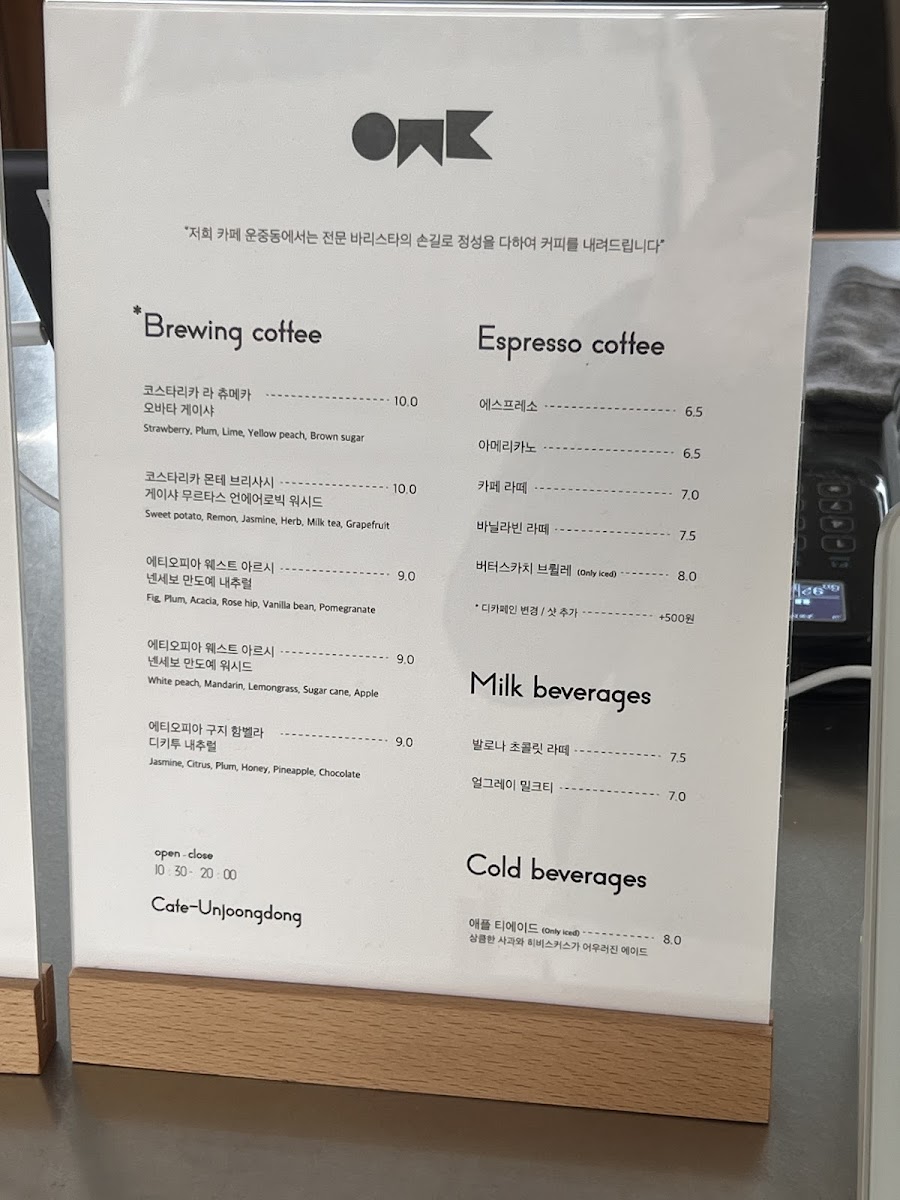 "저희 카페 운중동에서는 전문 바리스타의 손길로 정성을 다하여 커피를 내려드립니다"
*Brewing coffee
코스타리카 라 츄메카 10.0
오바타 게이샤
Strawberry, Plum, Lime, Yellow peach, Brown sugar
코스타리카 몬테 브리사시 10.0
게이샤 무르타스 언에어로빅 워시드
Sweet potato, Remon, Jasmine, Herb, Milk tea, Grapefruit
에티오피아 웨스트 아르시 9.0
넨세보 만도예 내추럴
Fig, Plum, Acacia, Rose hip, Vanilla bean, Pomegranate
에티오피아 웨스트 아르시 9.0
넨세보 만도예 워시드
White peach, Mandarin, Lemongrass, Sugar cane, Apple
에티오피아 구지 함벨라 9.0
디키투 내추럴
Jasmine, Citrus, Plum, Honey, Pineapple, Chocolate
open - close
10 : 30 - 20 : 00
Cafe-Unjoongdong
Espresso coffee
에스프레소 6.5
아메리카노 6.5
카페 라떼 7.0
바닐라빈 라떼 7.5
버터스카치 브륄레 (Only iced) 8.0
* 디카페인 변경 / 샷 추가 +500원
Milk beverages
발로나 초콜릿 라떼 7.5
얼그레이 밀크티 7.0
Cold beverages
애플 티에이드 (Only iced) 8.0
상큼한 사과와 히비스커스가 어우러진 에이드